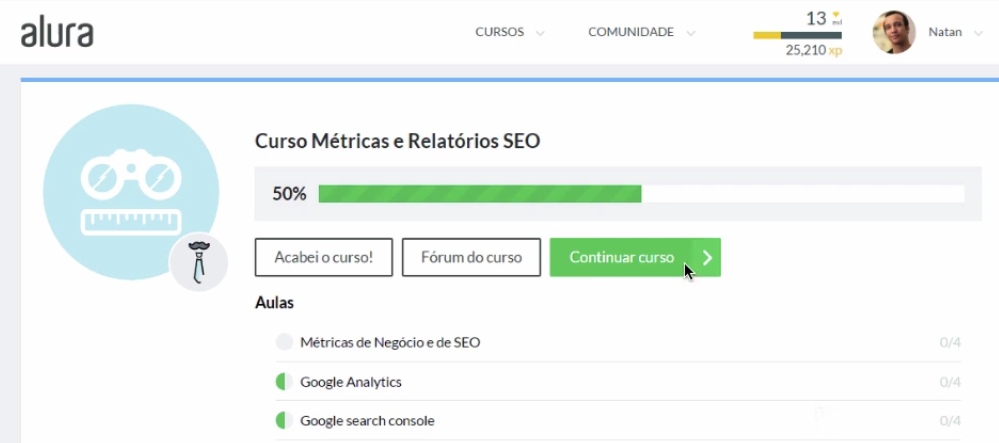 alura
CURSOS
COMUNIDADE
13 mil
25,210 xp
Natan
Curso Métricas e Relatórios SEO
50%
Acabei o curso!
Fórum do curso
Continuar curso
Aulas
Métricas de Negócio e de SEO 0/4
Google Analytics 0/4
Google search console 0/4